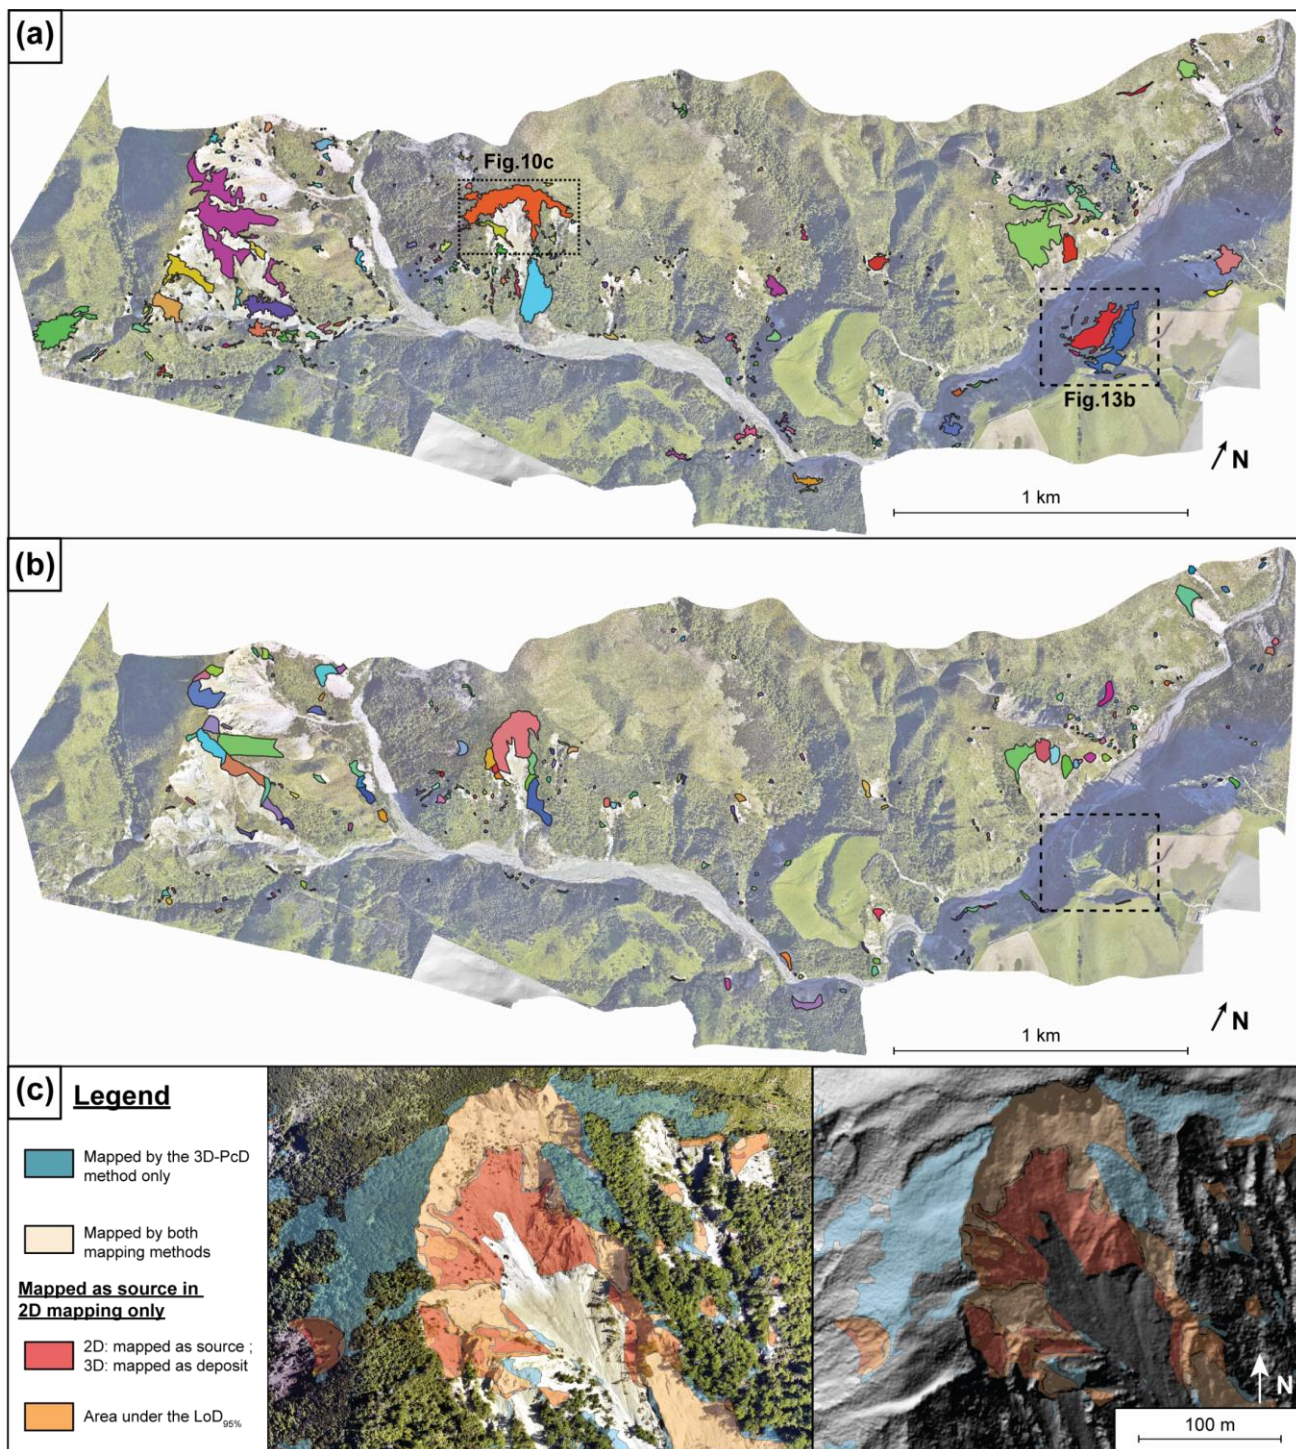 (a)
Fig.10c
Fig.13b
N
1 km
(b)
N
1 km
(c) Legend
Mapped by the 3D-PcD
method only
Mapped by both
mapping methods
Mapped as source in
2D mapping only
2D: mapped as source ;
3D: mapped as deposit
Area under the LoD95%
N
100 m